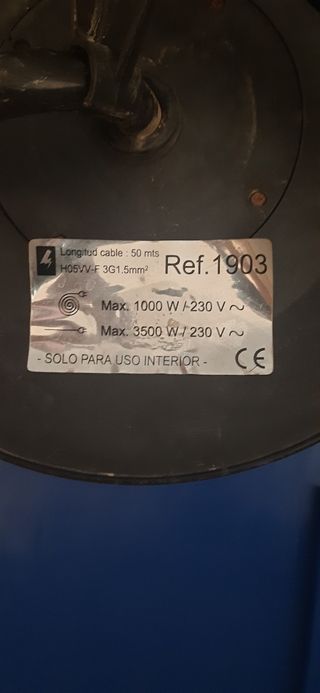 Longitud cable : 50 mts
H05VV-F 3G1.5mm²
Ref.1903
Max. 1000 W / 230 V ~
Max. 3500 W / 230 V ~
- SOLO PARA USO INTERIOR -
CE